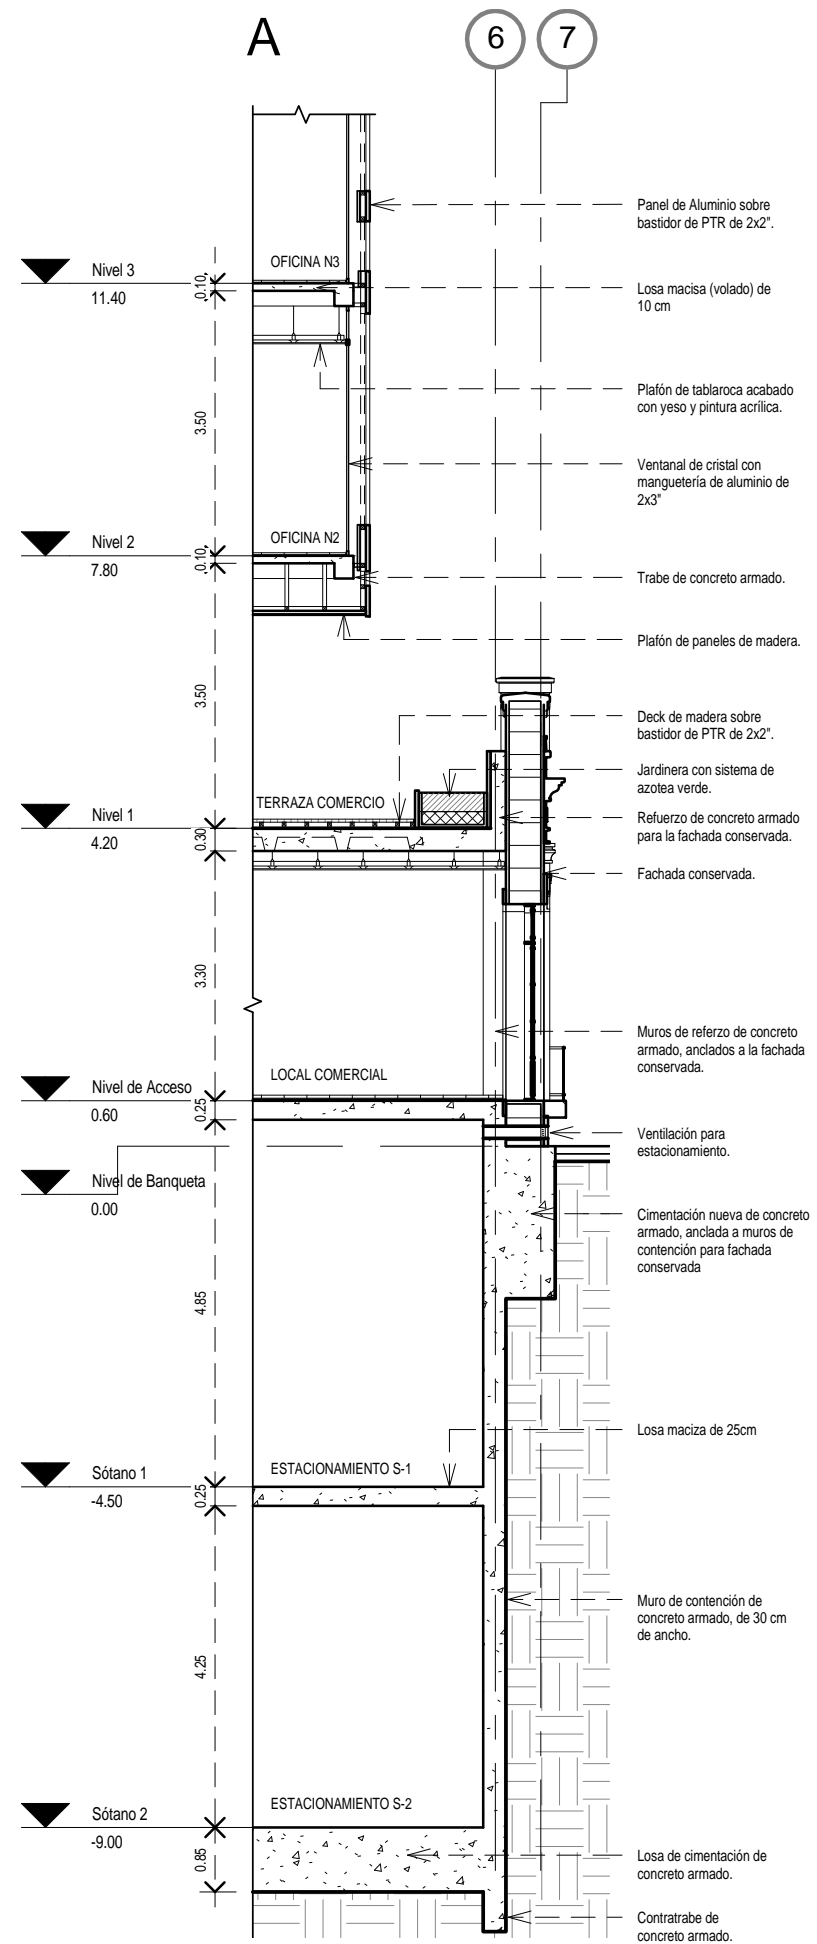 A
6
7
Panel de Aluminio sobre
bastidor de PTR de 2x2".
OFICINA N3
Nivel 3
11.40
0.10
Losa macisa (volado) de
10 cm
Plafón de tablaroca acabado
con yeso y pintura acrílica.
3.50
Ventanal de cristal con
manguetería de aluminio de
2x3"
OFICINA N2
Nivel 2
7.80
0.10
Trabe de concreto armado.
Plafón de paneles de madera.
3.50
Deck de madera sobre
bastidor de PTR de 2x2".
Jardinera con sistema de
azotea verde.
TERRAZA COMERCIO
Nivel 1
4.20
0.30
Refuerzo de concreto armado
para la fachada conservada.
Fachada conservada.
3.30
Muros de referzo de concreto
armado, anclados a la fachada
conservada.
LOCAL COMERCIAL
Nivel de Acceso
0.60
0.25
Ventilación para
estacionamiento.
Nivel de Banqueta
0.00
Cimentación nueva de concreto
armado, anclada a muros de
contención para fachada
conservada
4.85
Losa maciza de 25cm
ESTACIONAMIENTO S-1
Sótano 1
-4.50
0.25
Muro de contención de
concreto armado, de 30 cm
de ancho.
4.25
ESTACIONAMIENTO S-2
Sótano 2
-9.00
0.85
Losa de cimentación de
concreto armado.
Contratrabe de
concreto armado.